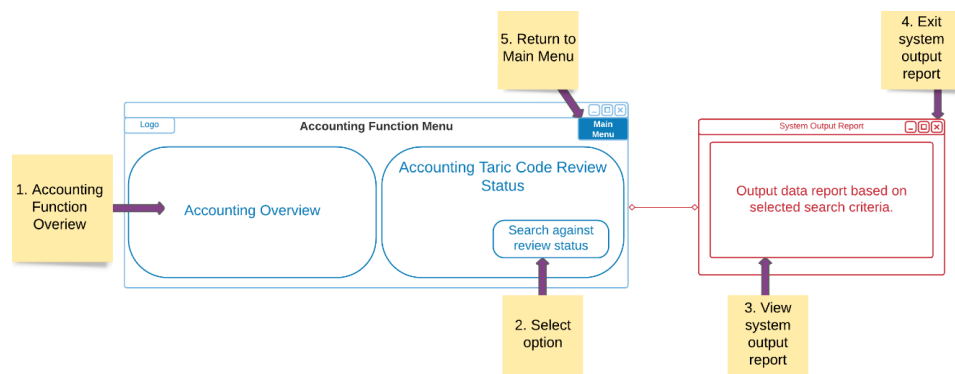 5. Return to
Main Menu
4. Exit
system
output
report
Logo
Accounting Function Menu
Main
Menu
System Output Report
1. Accounting
Function
Overiew
Accounting Overview
Accounting Taric Code Review
Status
Search against
review status
Output data report based on
selected search criteria.
2. Select
option
3. View
system
output
report